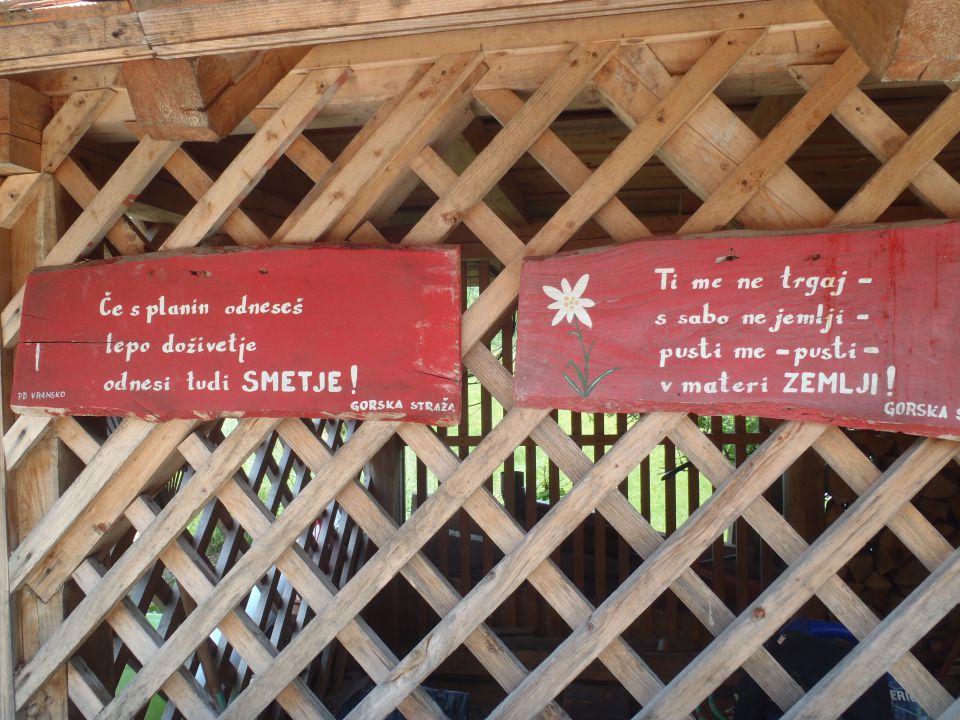 Če s planin odneseš
lepo doživetje
odnesi tudi SMETJE!
PD VRANSKO
GORSKA STRAŽA
Ti me ne trgaj -
s sabo ne jemlji -
pusti me - pusti -
v materi ZEMLJI!
GORSKA